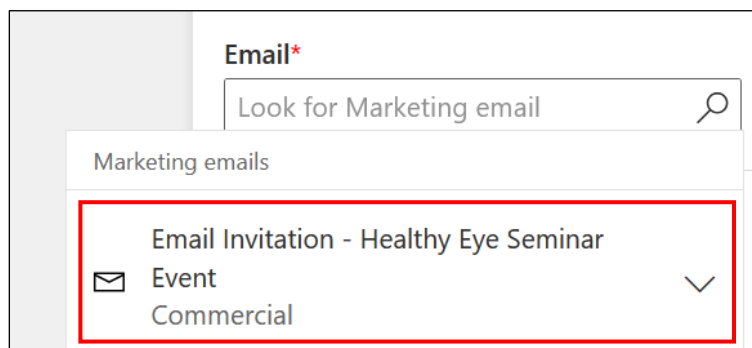 Email*
Look for Marketing email
Marketing emails
Email Invitation - Healthy Eye Seminar
Event
Commercial